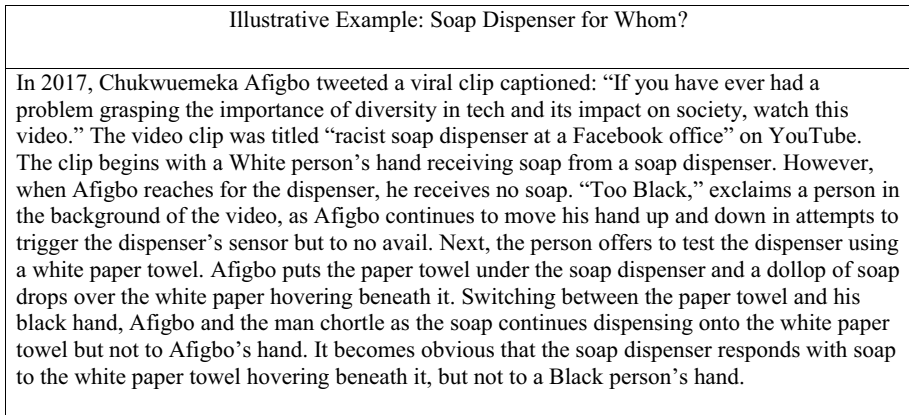 Illustrative Example: Soap Dispenser for Whom?
In 2017, Chukwuemeka Afigbo tweeted a viral clip captioned: “If you have ever had a
problem grasping the importance of diversity in tech and its impact on society, watch this
video.” The video clip was titled “racist soap dispenser at a Facebook office” on YouTube.
The clip begins with a White person’s hand receiving soap from a soap dispenser. However,
when Afigbo reaches for the dispenser, he receives no soap. “Too Black,” exclaims a person in
the background of the video, as Afigbo continues to move his hand up and down in attempts to
trigger the dispenser’s sensor but to no avail. Next, the person offers to test the dispenser using
a white paper towel. Afigbo puts the paper towel under the soap dispenser and a dollop of soap
drops over the white paper hovering beneath it. Switching between the paper towel and his
black hand, Afigbo and the man chortle as the soap continues dispensing onto the white paper
towel but not to Afigbo’s hand. It becomes obvious that the soap dispenser responds with soap
to the white paper towel hovering beneath it, but not to a Black person’s hand.